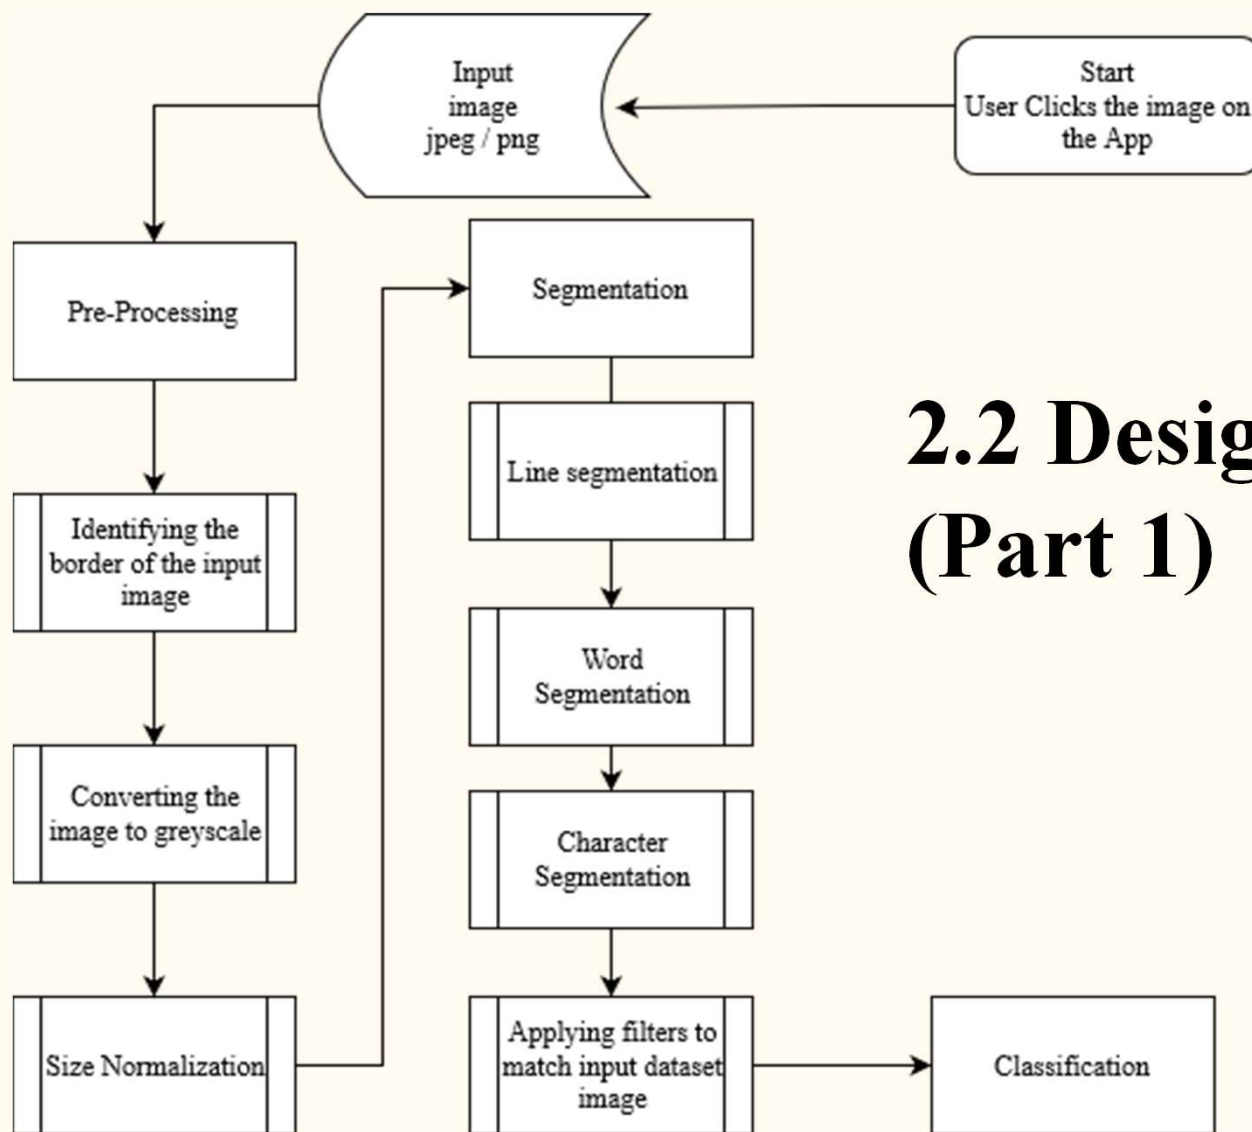 Start
User Clicks the image on
the App
Input
image
jpeg / png
Pre-Processing
Identifying the
border of the input
image
Converting the
image to greyscale
Size Normalization
Segmentation
Line segmentation
Word
Segmentation
Character
Segmentation
Applying filters to
match input dataset
image
Classification
2.2 Desig
(Part 1)